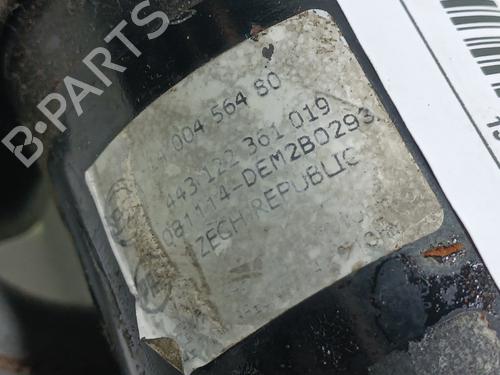 004 564 80
443 122 361 019
081114-DEM2B0293
ZECH REPUBLIC
B-PARTS